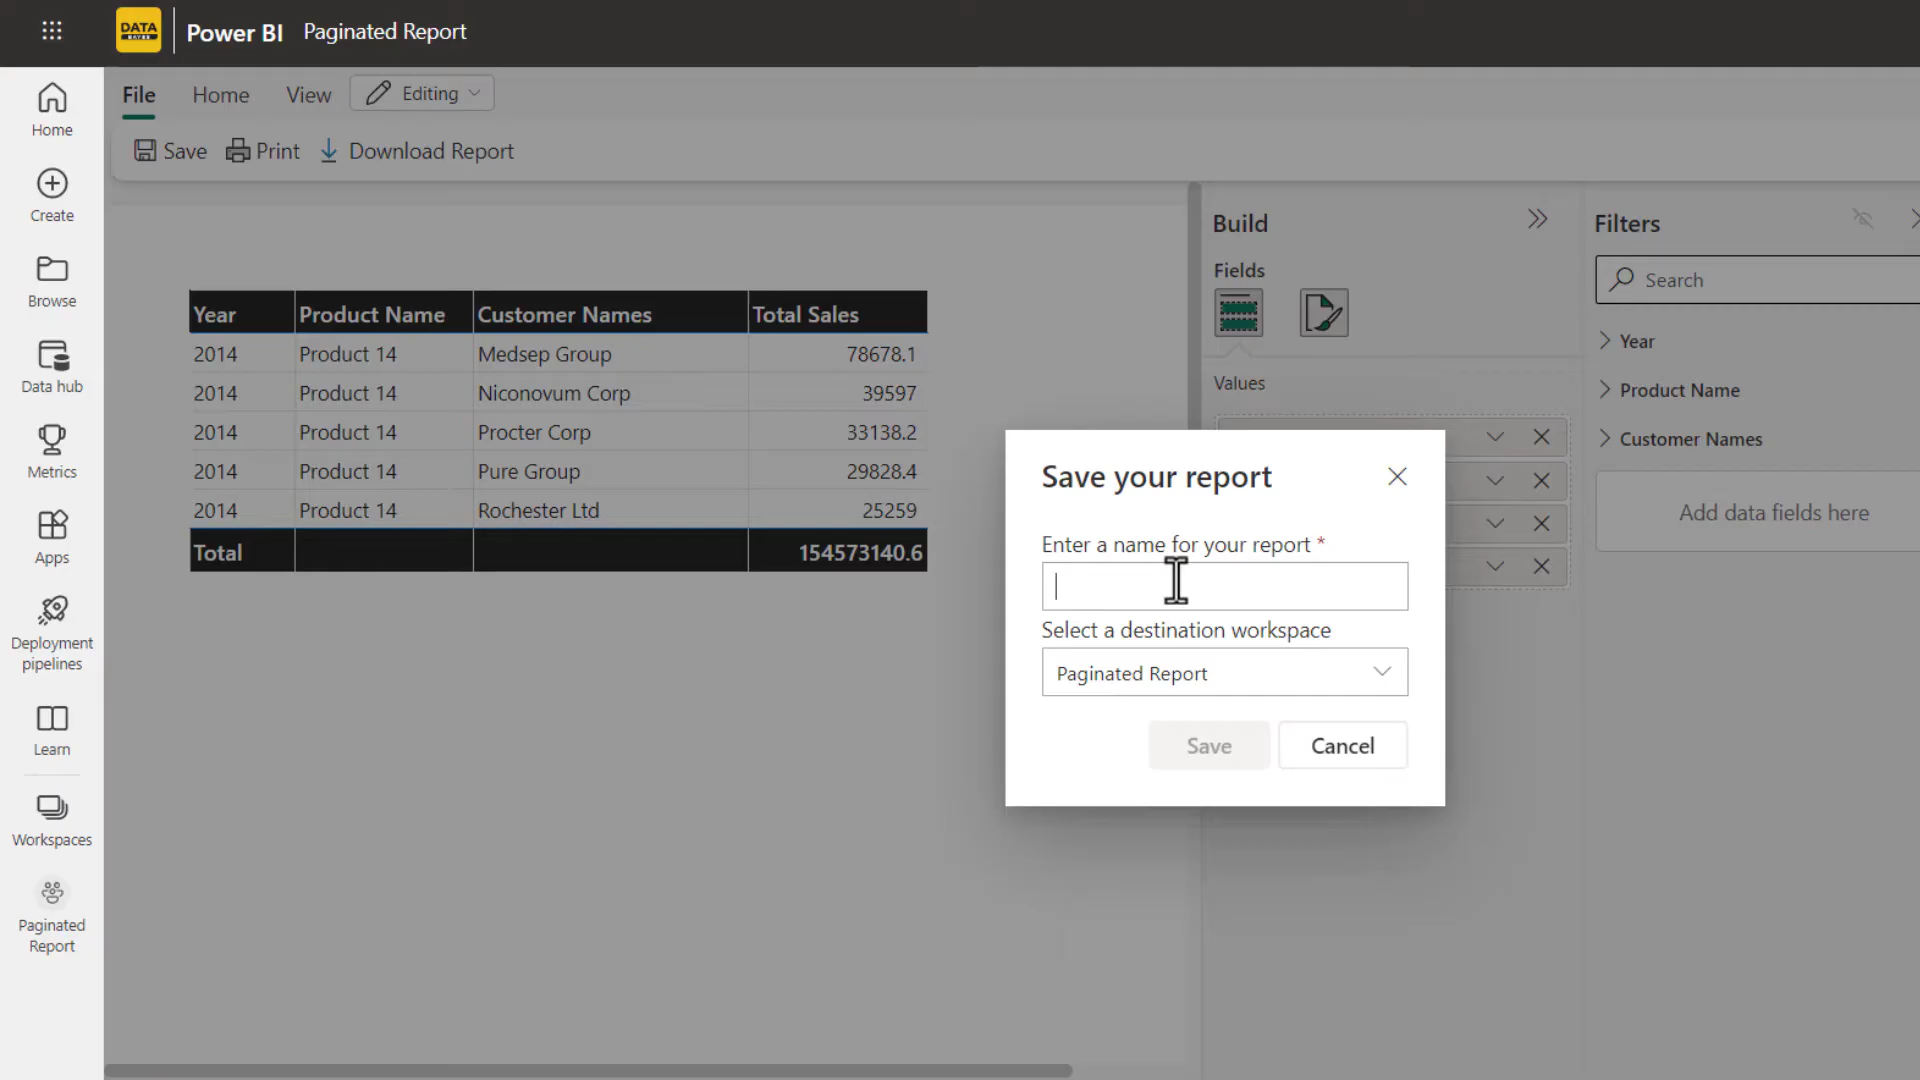 DATA
Power BI Paginated Report
File Home View Editing
Save Print Download Report
Home
Create
Browse
Data hub
Metrics
Apps
Deployment
pipelines
Learn
Workspaces
Paginated
Report
Year Product Name Customer Names Total Sales
2014 Product 14 Medsep Group 78678.1
2014 Product 14 Niconovum Corp 39597
2014 Product 14 Procter Corp 33138.2
2014 Product 14 Pure Group 29828.4
2014 Product 14 Rochester Ltd 25259
Total 154573140.6
Build
Fields
Values
Save your report
Enter a name for your report *
Select a destination workspace
Paginated Report
Save Cancel
Filters
Search
Year
Product Name
Customer Names
Add data fields here